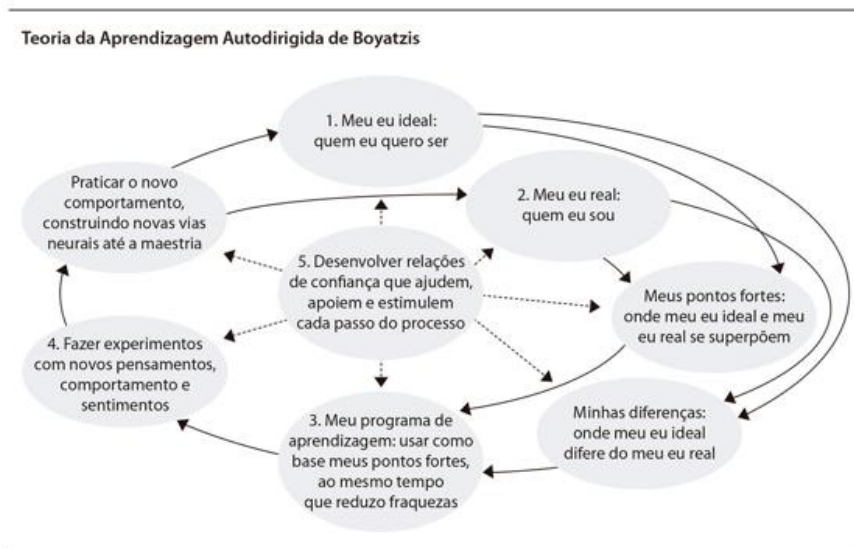 Teoria da Aprendizagem Autodirigida de Boyatzis
1. Meu eu ideal:
quem eu quero ser
Praticar o novo
comportamento,
construindo novas vias
neurais até a maestria
2. Meu eu real:
quem eu sou
5. Desenvolver relações
de confiança que ajudem,
apoiem e estimulem
cada passo do processo
Meus pontos fortes:
onde meu eu ideal e meu
eu real se superpõem
4. Fazer experimentos
com novos pensamentos,
comportamento e
sentimentos
3. Meu programa de
aprendizagem: usar como
base meus pontos fortes,
ao mesmo tempo
que reduzo fraquezas
Minhas diferenças:
onde meu eu ideal
difere do meu eu real